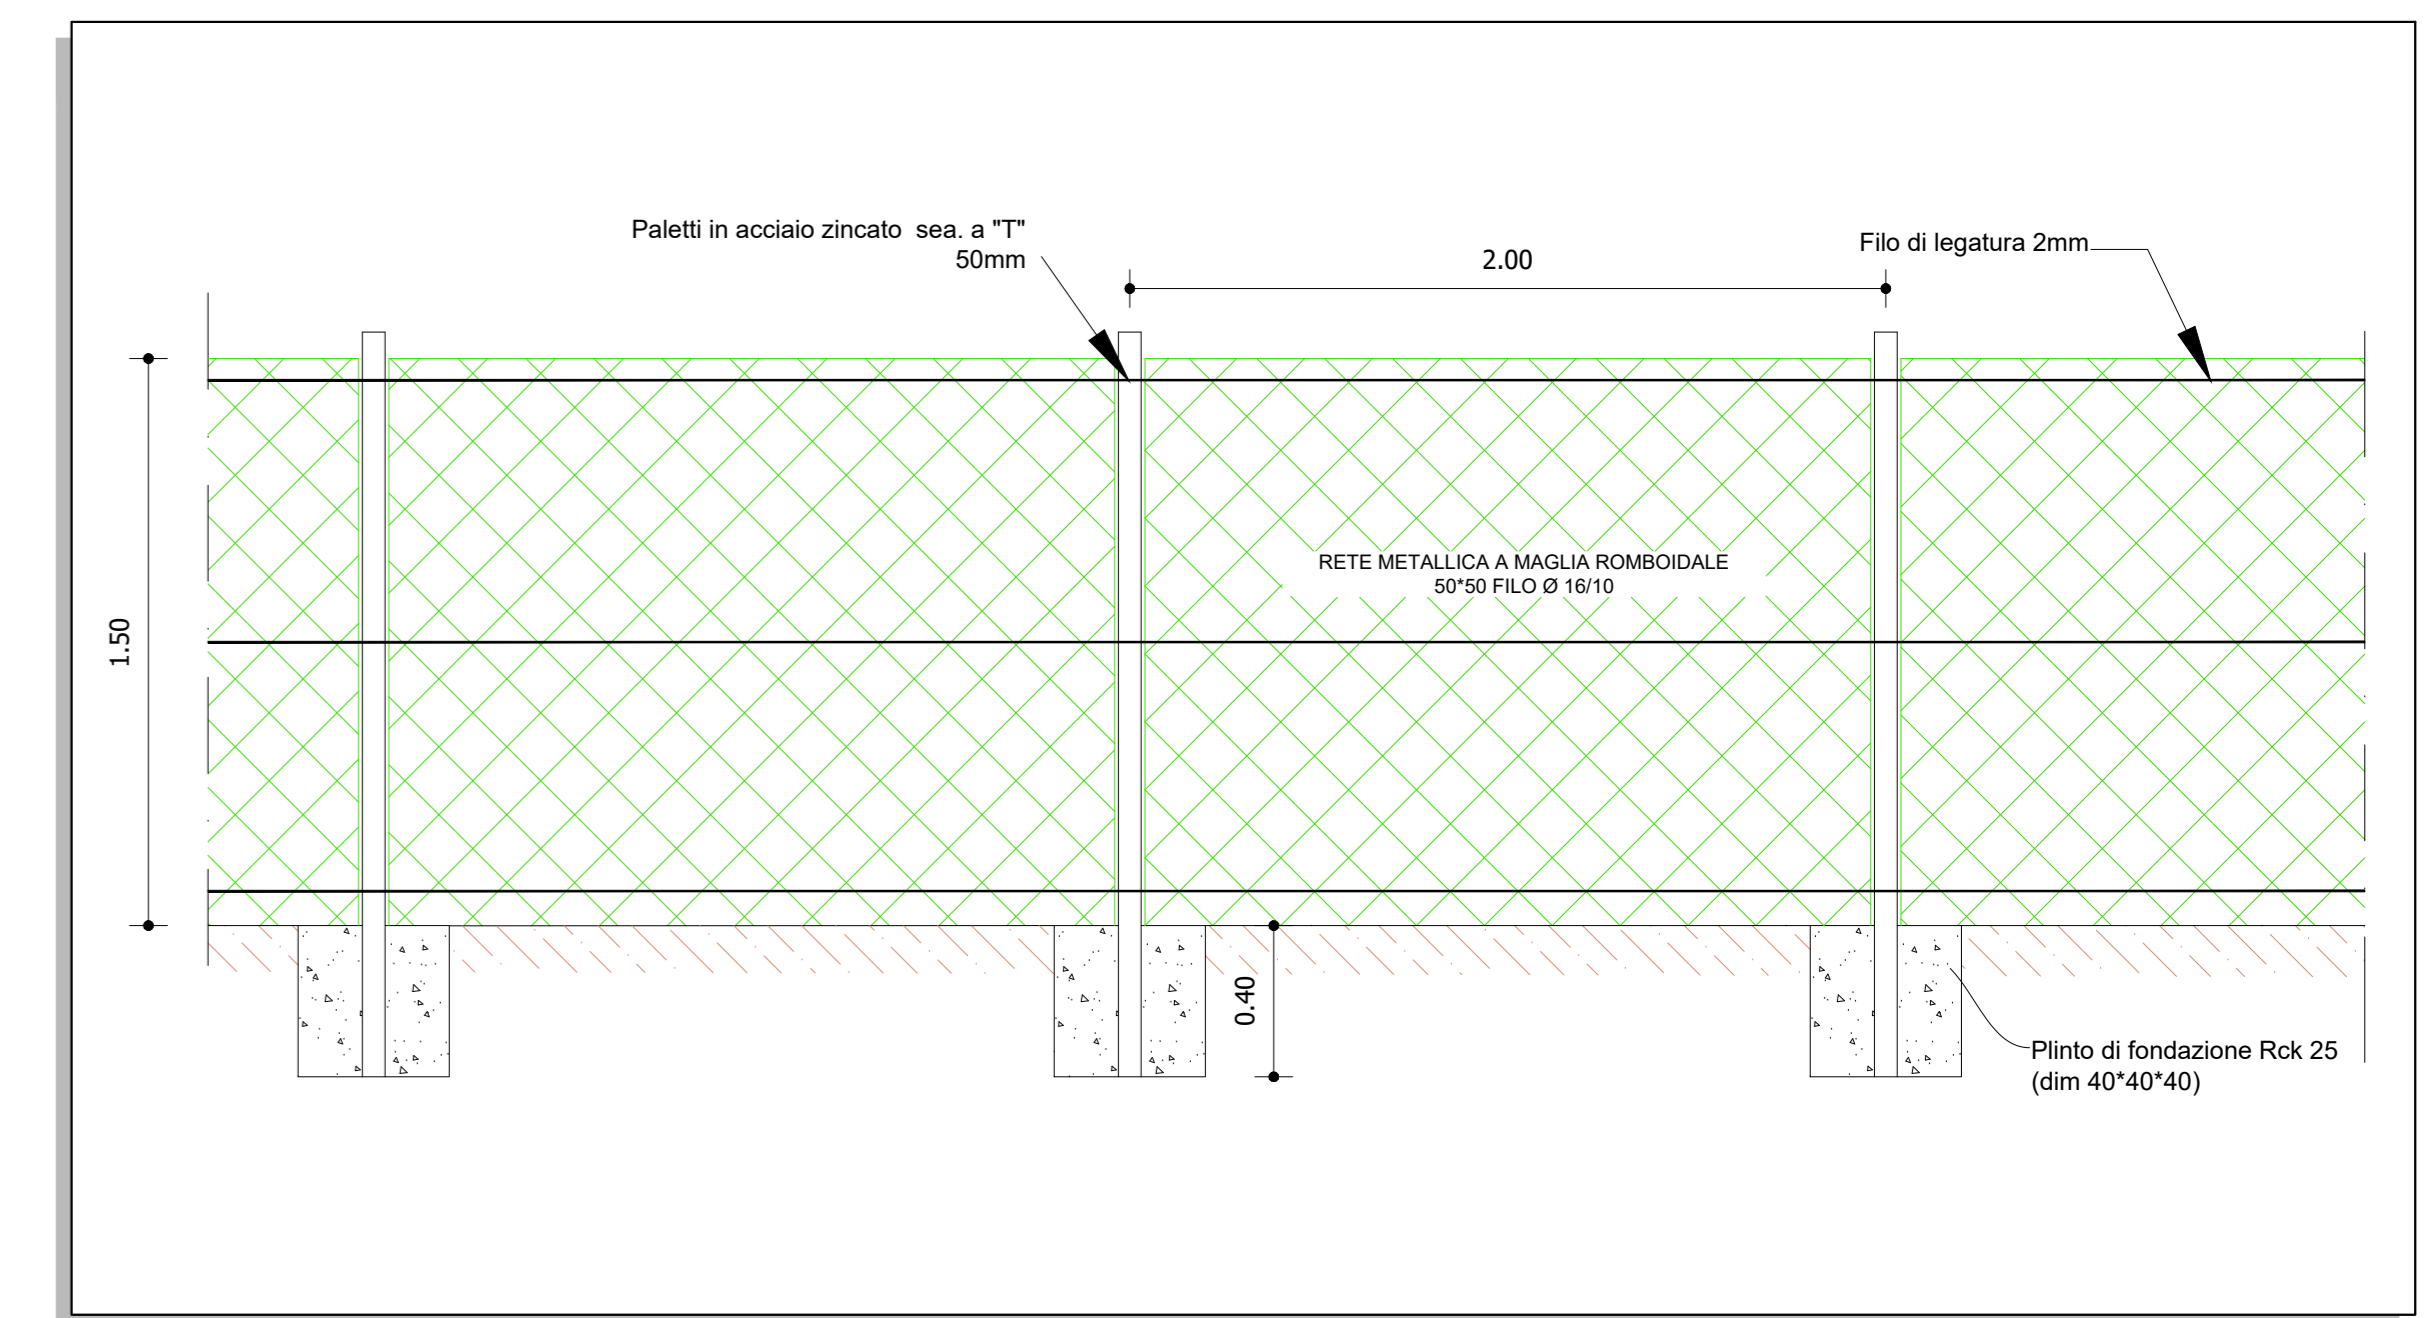 Paletti in acciaio zincato  sea. a "T"
50mm
2.00
Filo di legatura 2mm
RETE METALLICA A MAGLIA ROMBOIDALE
50*50 FILO Ø 16/10
1.50
0.40
Plinto di fondazione Rck 25
(dim 40*40*40)